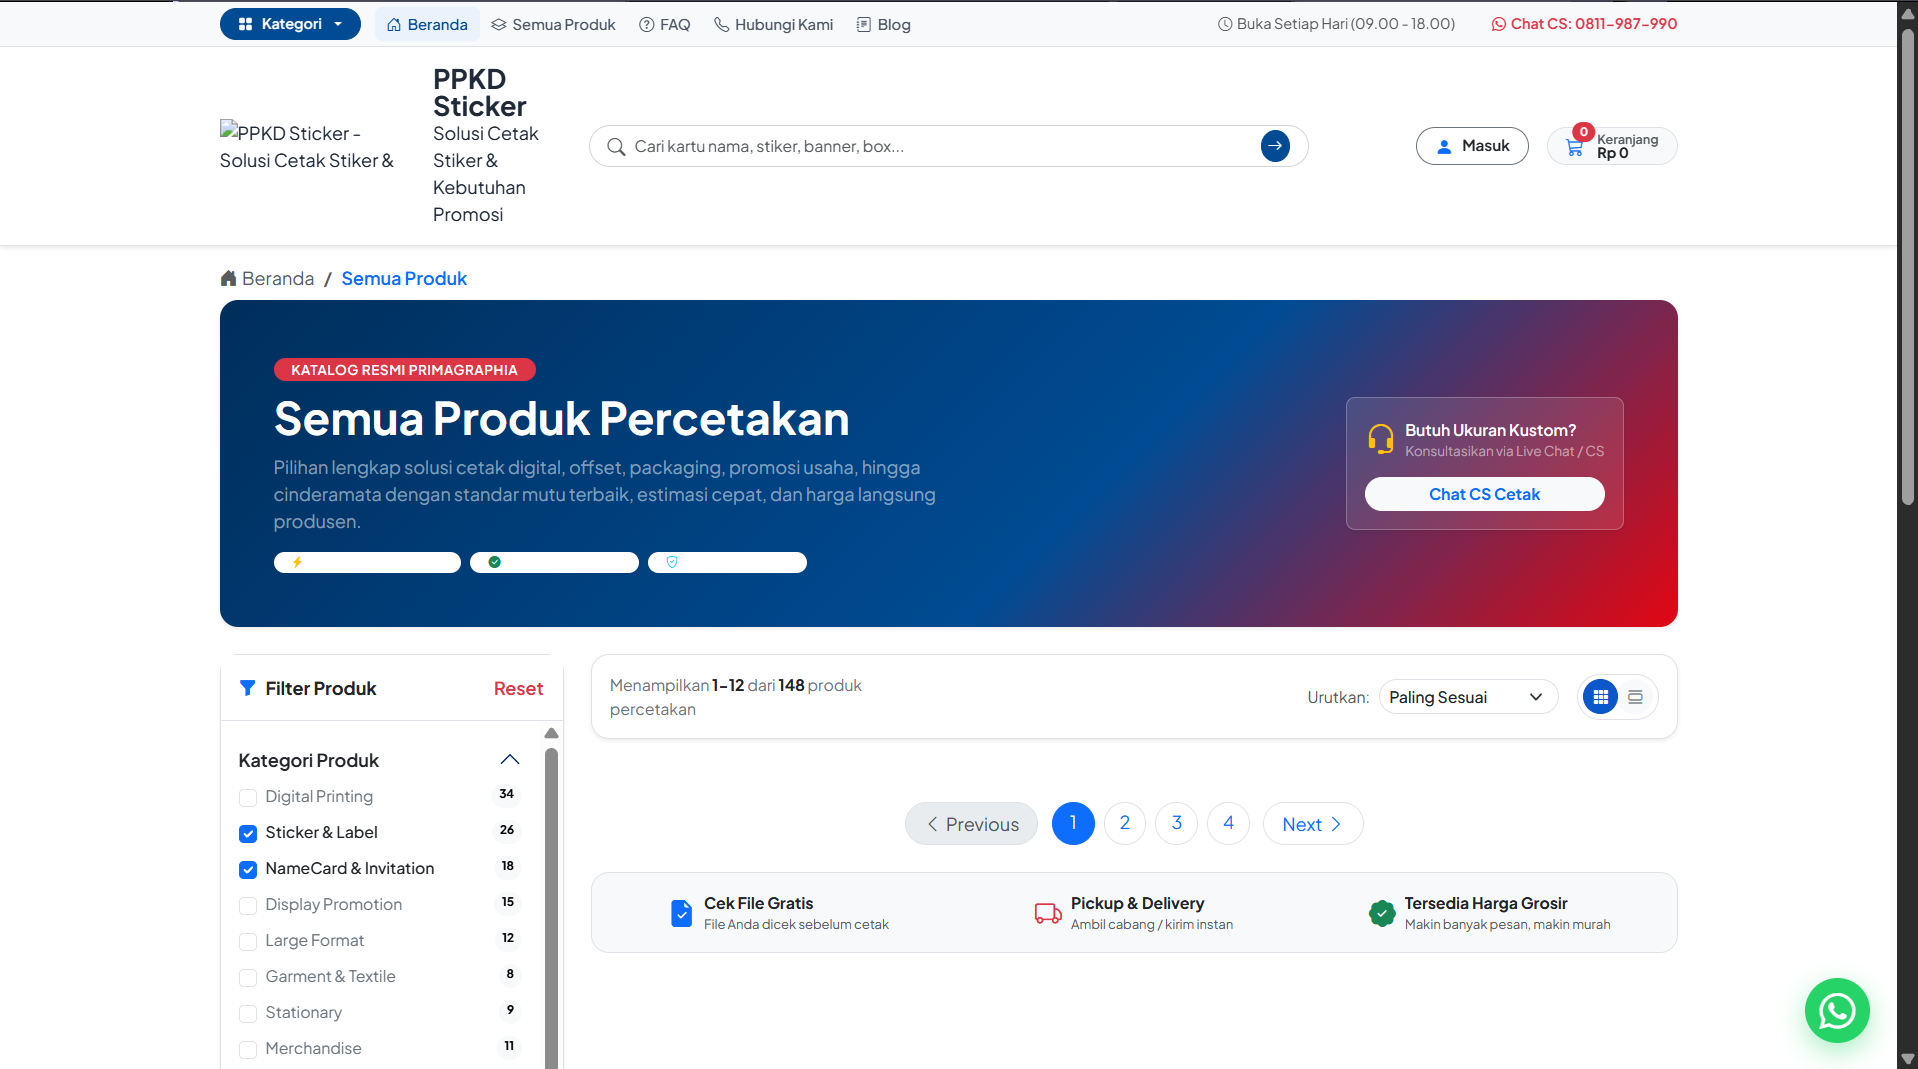 Kategori
Beranda
Semua Produk
FAQ
Hubungi Kami
Blog
Buka Setiap Hari (09.00 - 18.00)
Chat CS: 0811-987-990
PPKD Sticker -
Solusi Cetak Stiker &
PPKD
Sticker
Solusi Cetak
Stiker &
Kebutuhan
Promosi
Cari kartu nama, stiker, banner, box...
Masuk
0
Keranjang
Rp 0
Beranda / Semua Produk
KATALOG RESMI PRIMAGRAPHIA
Semua Produk Percetakan
Pilihan lengkap solusi cetak digital, offset, packaging, promosi usaha, hingga
cinderamata dengan standar mutu terbaik, estimasi cepat, dan harga langsung
produsen.
Butuh Ukuran Kustom?
Konsultasikan via Live Chat / CS
Chat CS Cetak
Filter Produk
Reset
Kategori Produk
Digital Printing 34
Sticker & Label 26
NameCard & Invitation 18
Display Promotion 15
Large Format 12
Garment & Textile 8
Stationary 9
Merchandise 11
Menampilkan 1-12 dari 148 produk
percetakan
Urutkan:
Paling Sesuai
Previous
1
2
3
4
Next
Cek File Gratis
File Anda dicek sebelum cetak
Pickup & Delivery
Ambil cabang / kirim instan
Tersedia Harga Grosir
Makin banyak pesan, makin murah